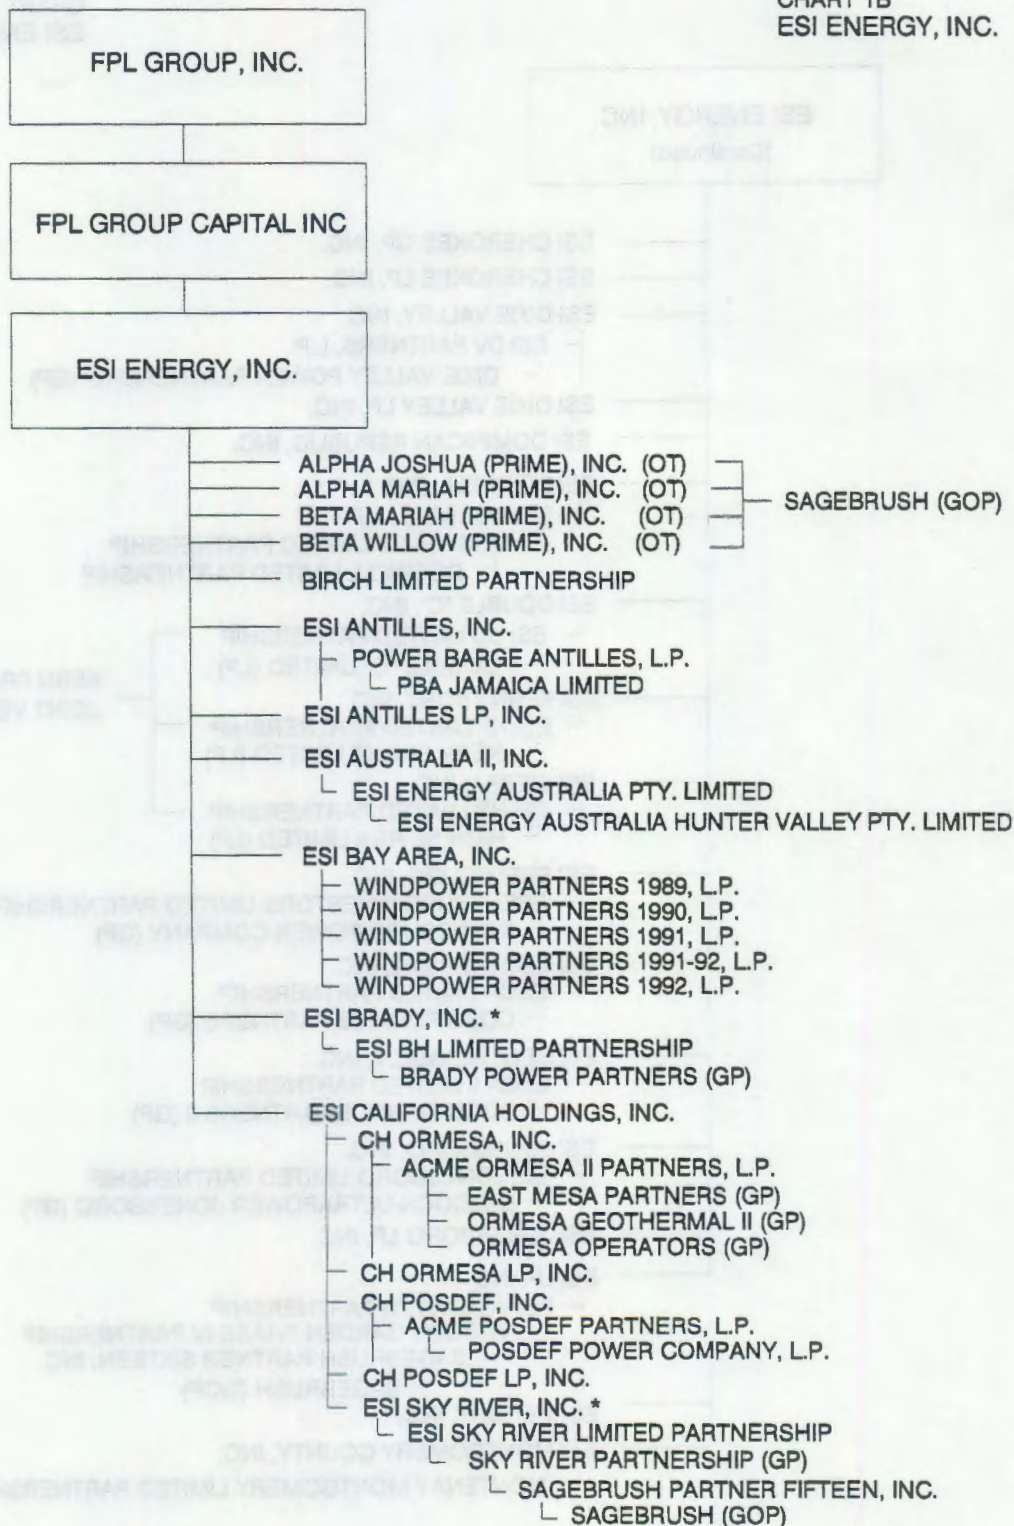 CHART 1B
ESI ENERGY, INC.
FPL GROUP, INC.
FPL GROUP CAPITAL INC
ESI ENERGY, INC.
ALPHA JOSHUA (PRIME), INC. (OT)
ALPHA MARIAH (PRIME), INC. (OT)
BETA MARIAH (PRIME), INC. (OT)
BETA WILLOW (PRIME), INC. (OT)
SAGEBRUSH (GOP)
BIRCH LIMITED PARTNERSHIP
ESI ANTILLES, INC.
POWER BARGE ANTILLES, L.P.
PBA JAMAICA LIMITED
ESI ANTILLES LP, INC.
ESI AUSTRALIA II, INC.
ESI ENERGY AUSTRALIA PTY. LIMITED
ESI ENERGY AUSTRALIA HUNTER VALLEY PTY. LIMITED
ESI BAY AREA, INC.
WINDPOWER PARTNERS 1989, L.P.
WINDPOWER PARTNERS 1990, L.P.
WINDPOWER PARTNERS 1991, L.P.
WINDPOWER PARTNERS 1991-92, L.P.
WINDPOWER PARTNERS 1992, L.P.
ESI BRADY, INC. *
ESI BH LIMITED PARTNERSHIP
BRADY POWER PARTNERS (GP)
ESI CALIFORNIA HOLDINGS, INC.
CH ORMESA, INC.
ACME ORMESA II PARTNERS, L.P.
EAST MESA PARTNERS (GP)
ORMESA GEOTHERMAL II (GP)
ORMESA OPERATORS (GP)
CH ORMESA LP, INC.
CH POSDEF, INC.
ACME POSDEF PARTNERS, L.P.
POSDEF POWER COMPANY, L.P.
CH POSDEF LP, INC.
ESI SKY RIVER, INC. *
ESI SKY RIVER LIMITED PARTNERSHIP
SKY RIVER PARTNERSHIP (GP)
SAGEBRUSH PARTNER FIFTEEN, INC.
SAGEBRUSH (GOP)